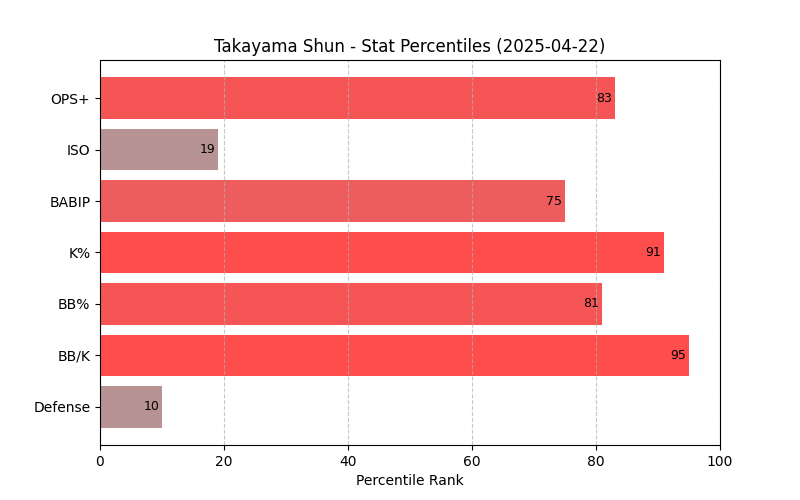 Takayama Shun - Stat Percentiles (2025-04-22)
OPS+ 83
ISO 19
BABIP 75
K% 91
BB% 81
BB/K 95
Defense 10
0 20 40 60 80 100
Percentile Rank